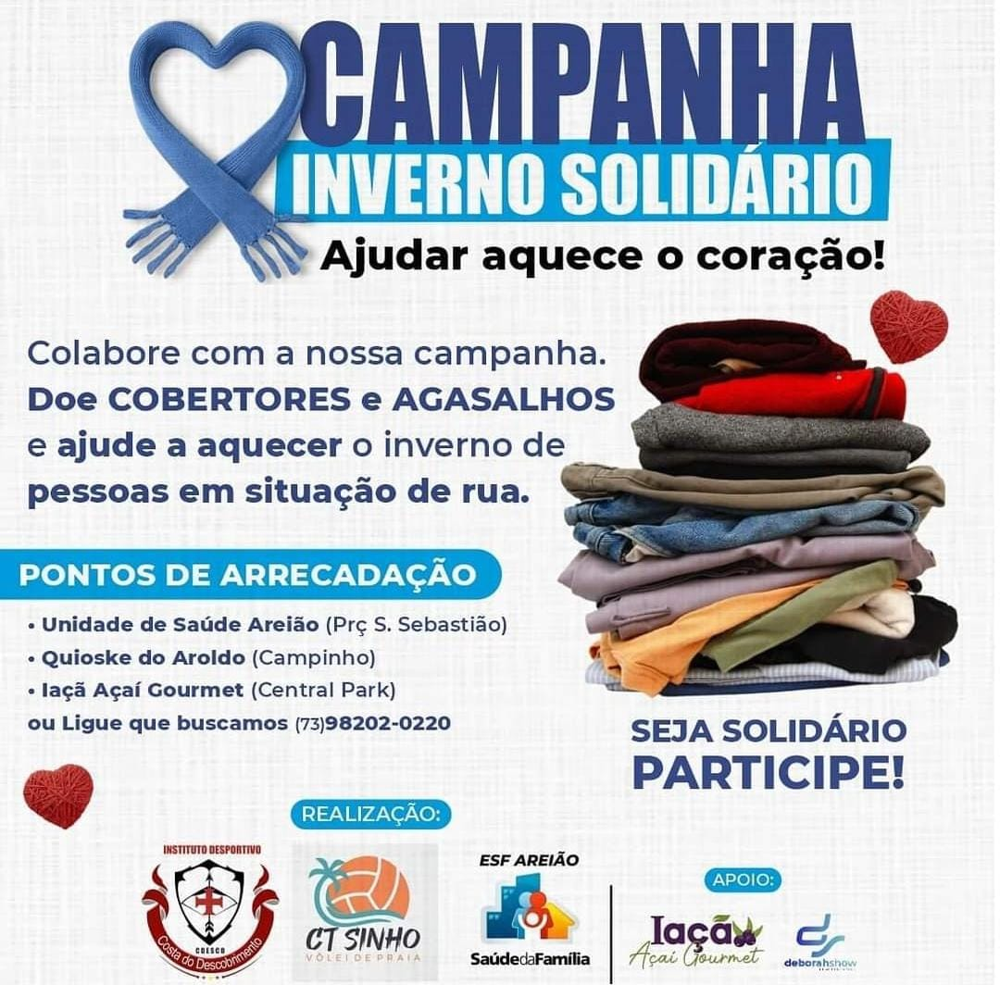 CAMPANHA
INVERNO SOLIDÁRIO
Ajudar aquece o coração!
Colabore com a nossa campanha.
Doe COBERTORES e AGASALHOS
e ajude a aquecer o inverno de
pessoas em situação de rua.
PONTOS DE ARRECADAÇÃO
• Unidade de Saúde Areião (Prç S. Sebastião)
• Quioske do Aroldo (Campinho)
• Iaçã Açaí Gourmet (Central Park)
ou Ligue que buscamos (73)98202-0220
SEJA SOLIDÁRIO
PARTICIPE!
REALIZAÇÃO:
INSTITUTO DESPORTIVO
CDESCO
Costa do Descobrimento
CT SINHO
VÔLEI DE PRAIA
ESF AREIÃO
SaúdedaFamília
APOIO:
Iaçã
Açaí Gourmet
deborahshow